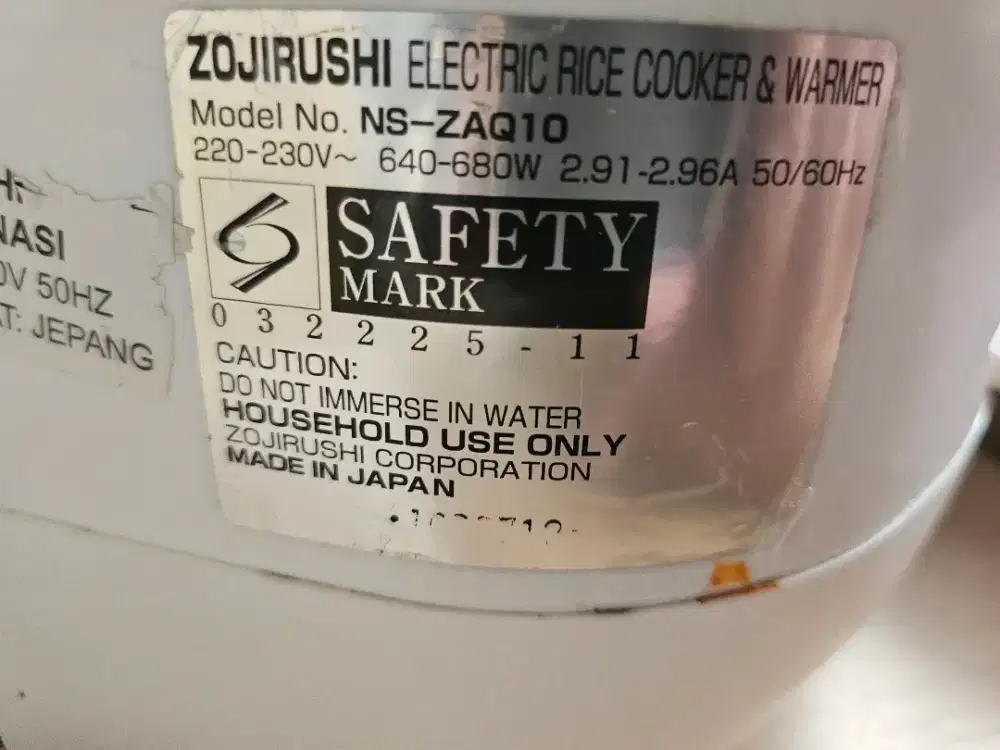 ZOJIRUSHI ELECTRIC RICE COOKER & WARMER
Model No. NS-ZAQ10
220-230V~ 640-680W 2.91-2.96A 50/60Hz
SAFETY
MARK
032225-11
CAUTION:
DO NOT IMMERSE IN WATER
HOUSEHOLD USE ONLY
ZOJIRUSHI CORPORATION
MADE IN JAPAN
NASI
0V 50HZ
T: JEPANG